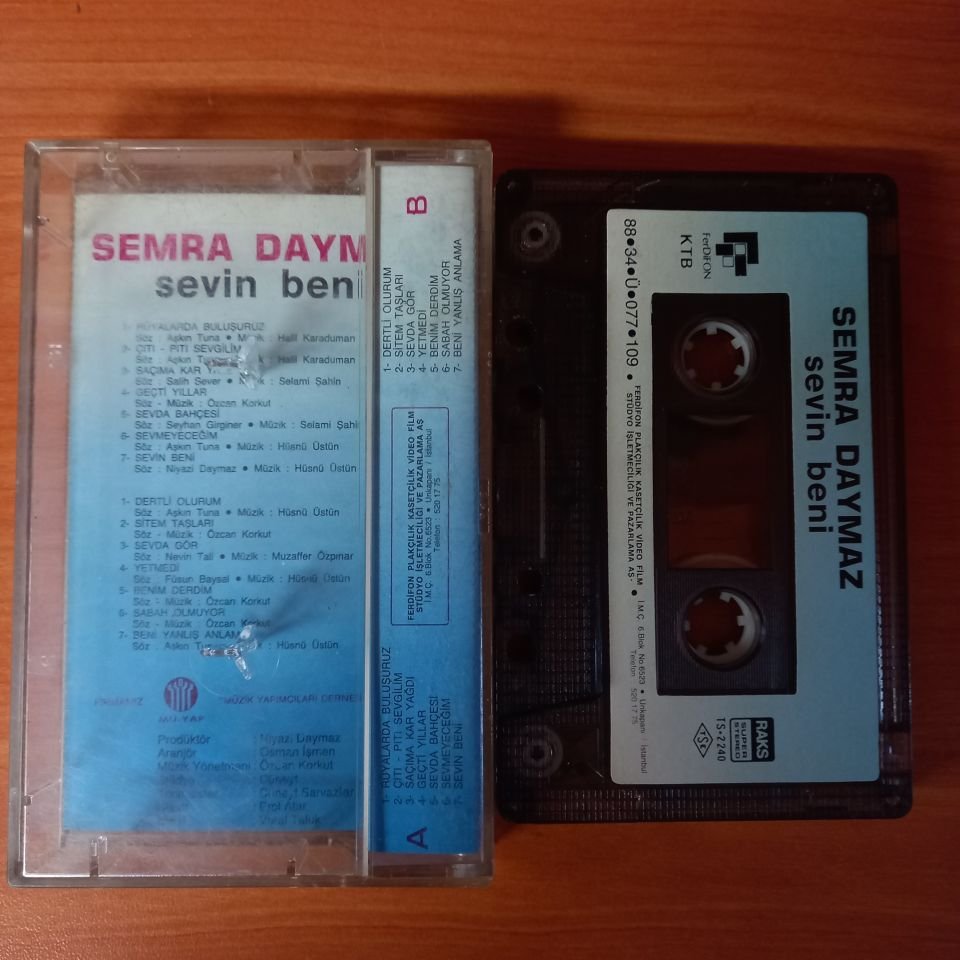 SEMRA DAYM
sevin beni
1- RÜYALARDA BULUŞURUZ
Söz : Aşkın Tuna • Müzik : Halil Karaduman
2- ÇITI - PITI SEVGİLİM
Söz : Aşkın Tuna • Müzik : Halil Karaduman
3- SAÇIMA KAR
Söz : Salih Sever • Müzik : Selami Şahin
4- GEÇTİ YILLAR
Söz - Müzik : Özcan Korkut
5- SEVDA BAHÇESİ
Söz : Seyhan Girginer • Müzik : Selami Şahi
6- SEVMEYECEĞİM
Söz : Aşkın Tuna • Müzik : Hüsnü Üstün
7- SEVİN BENİ
Söz : Niyazi Daymaz • Müzik : Hüsnü Üstün
1- DERTLİ OLURUM
Söz : Aşkın Tuna • Müzik : Hüsnü Üstün
2- SİTEM TAŞLARI
Söz - Müzik : Özcan Korkut
3- SEVDA GÖR
Söz : Nevin Tali • Müzik : Muzaffer Özpınar
4- YETMEDİ
Söz : Füsun Baysal • Müzik : Hüsnü Üstün
5- BENİM DERDİM
Söz - Müzik : Özcan Korkut
6- SABAH OLMUYOR
Söz - Müzik : Özcan Korkut
7- BENİ YANLIŞ ANLAMA
Söz : Aşkın • Müzik : Hüsnü Üstün
FİRMAMIZ
MÜ-YAP
"MÜZİK YAPIMCILARI DERNE
Prodüktör : Niyazi Daymaz
Aranjör : Osman İşmen
Müzik Yönetmeni : Özcan Korkut
: Cüneyt
: Erol Atar
B
1- DERTLİ OLURUM
2- SİTEM TAŞLARI
3- SEVDA GÖR
4- YETMEDİ
5- BENİM DERDİM
6- SABAH OLMUYOR
7- BENİ YANLIŞ ANLAMA
FERDİFON PLAKÇILIK KASETÇİLİK VİDEO FİLM
STÜDYO İŞLETMECİLİĞİ VE PAZARLAMA AŞ
İ.M.Ç. 6.Blok No.6523 • Unkapanı / İstanbul
Telefon : 520 17 75
A
1- RÜYALARDA BULUŞURUZ
2- ÇITI - PITI SEVGİLİM
3- SAÇIMA KAR YAĞDI
4- GEÇTİ YILLAR
5- SEVDA BAHÇESİ
6- SEVMEYECEĞİM
7- SEVİN BENİ
FerDiFON
KTB
88•34•Ü•077•109 •
FERDİFON PLAKÇILIK KASETÇİLİK VİDEO FİLM
STÜDYO İŞLETMECİLİĞİ VE PAZARLAMA AŞ•
İ.M.Ç. 6.Blok No.6523 • Unkapanı / İstanbul
Telefon : 520 17 75
SEMRA DAYMAZ
sevin beni
RAKS
SUPER
STEREO
TS•2240
TSE